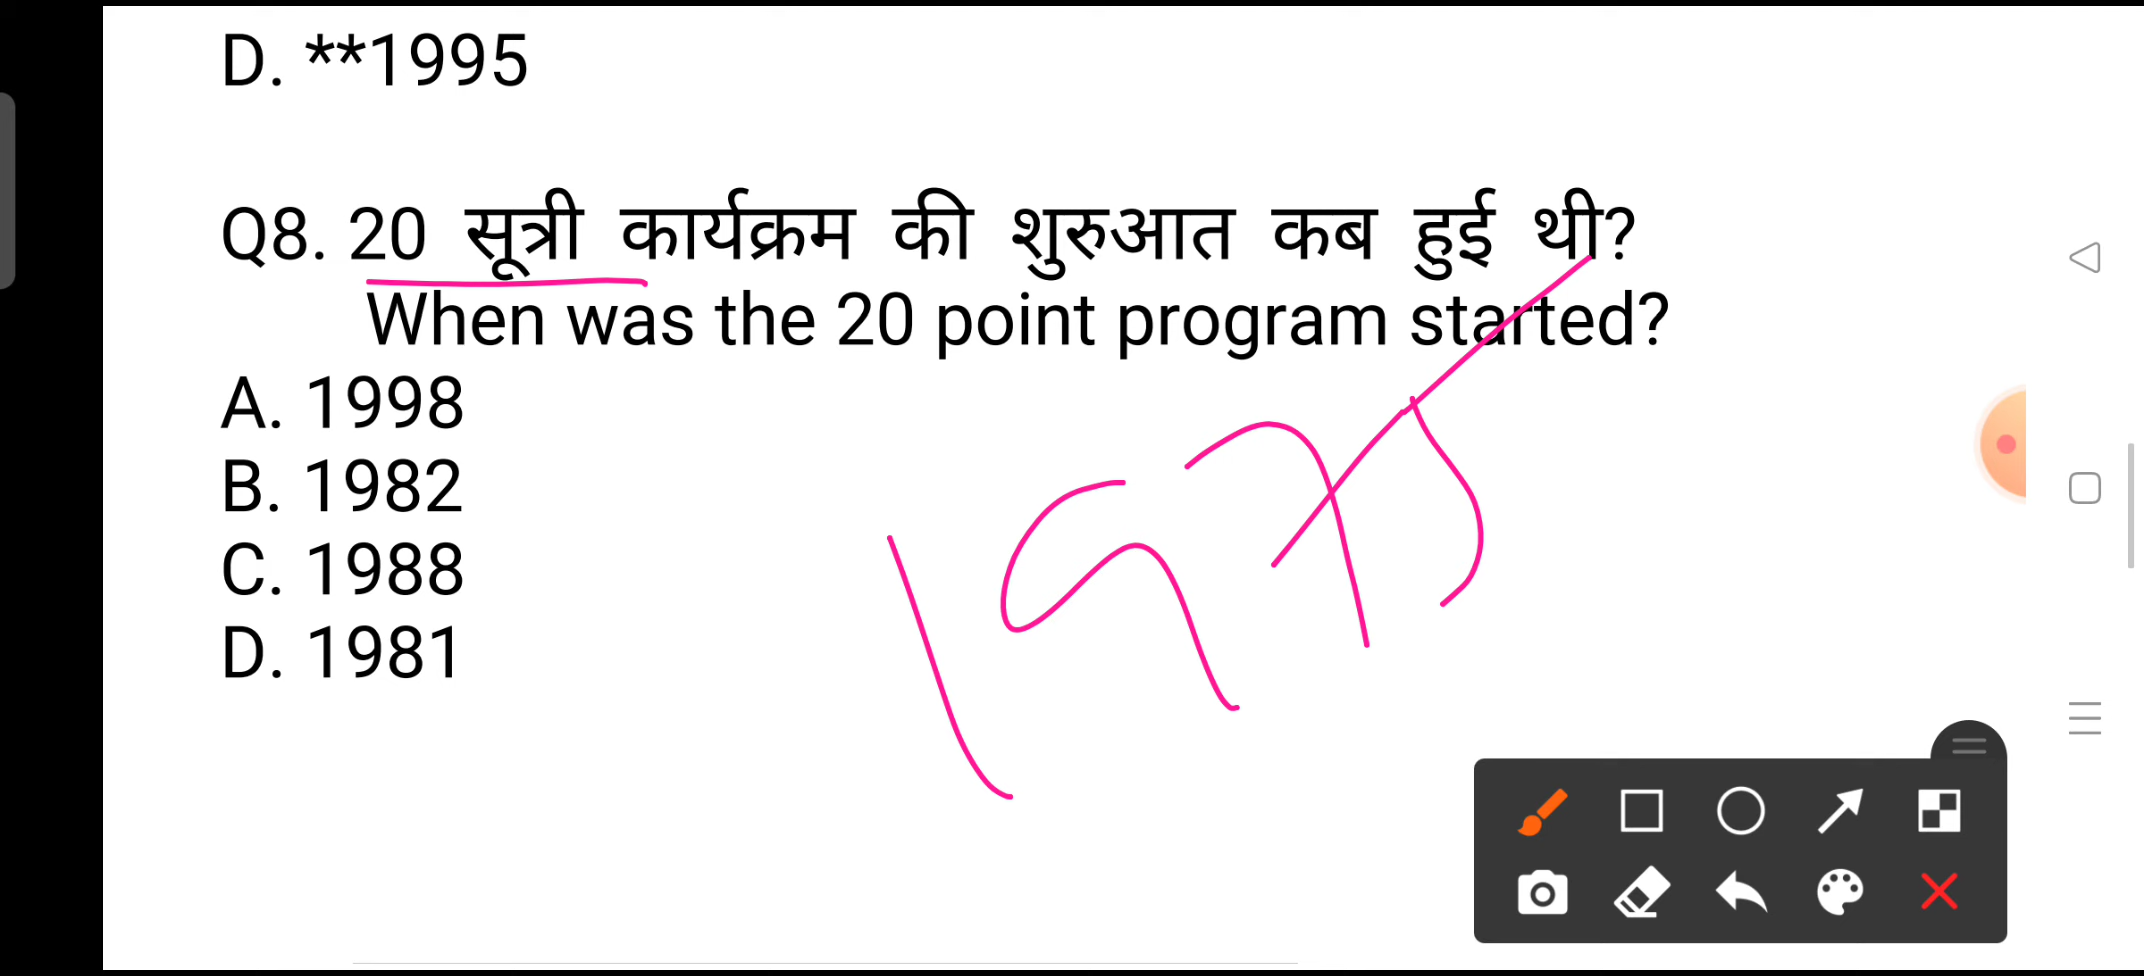 D. **1995
Q8. 20 सूत्री कार्यक्रम की शुरुआत कब हुई थी?
When was the 20 point program started?
A. 1998
B. 1982
C. 1988
D. 1981
1975